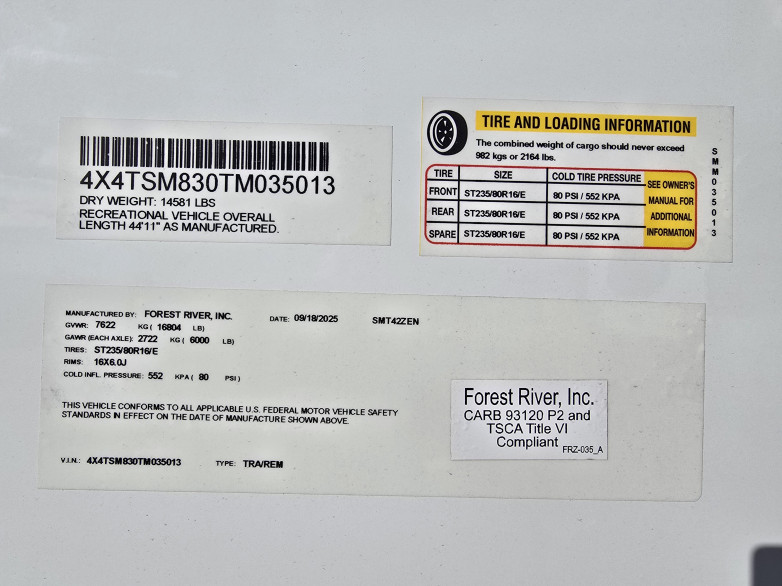 4X4TSM830TM035013
DRY WEIGHT: 14581 LBS
RECREATIONAL VEHICLE OVERALL
LENGTH 44'11" AS MANUFACTURED.
TIRE AND LOADING INFORMATION
The combined weight of cargo should never exceed
982 kgs or 2164 lbs.
TIRE SIZE COLD TIRE PRESSURE
FRONT ST235/80R16/E 80 PSI / 552 KPA
REAR ST235/80R16/E 80 PSI / 552 KPA
SPARE ST235/80R16/E 80 PSI / 552 KPA
SEE OWNER'S
MANUAL FOR
ADDITIONAL
INFORMATION
SMM035013
MANUFACTURED BY: FOREST RIVER, INC. DATE: 09/18/2025 SMT42ZEN
GVWR: 7622 KG ( 16804 LB)
GAWR (EACH AXLE): 2722 KG ( 6000 LB)
TIRES: ST235/80R16/E
RIMS: 16X6.0J
COLD INFL. PRESSURE: 552 KPA ( 80 PSI )
THIS VEHICLE CONFORMS TO ALL APPLICABLE U.S. FEDERAL MOTOR VEHICLE SAFETY
STANDARDS IN EFFECT ON THE DATE OF MANUFACTURE SHOWN ABOVE.
V.I.N.: 4X4TSM830TM035013 TYPE: TRA/REM
Forest River, Inc.
CARB 93120 P2 and
TSCA Title VI
Compliant
FRZ-035_A